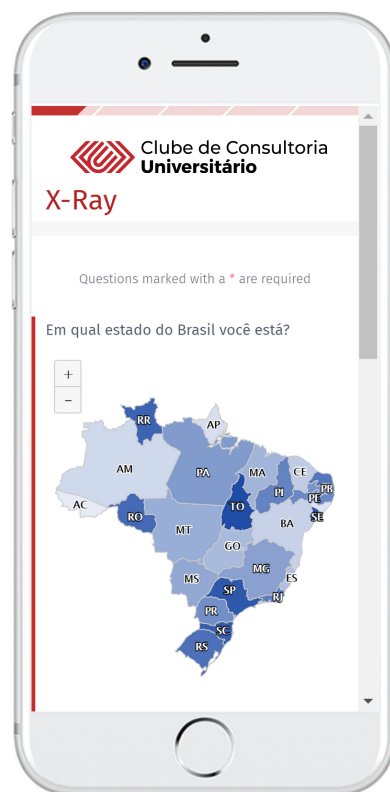 Clube de Consultoria
Universitário
X-Ray
Questions marked with a * are required
Em qual estado do Brasil você está?
+
−
RR
AP
AM
PA
MA
CE
PB
PI
PE
AC
TO
SE
RO
BA
MT
GO
MG
MS
ES
SP
RJ
PR
SC
RS